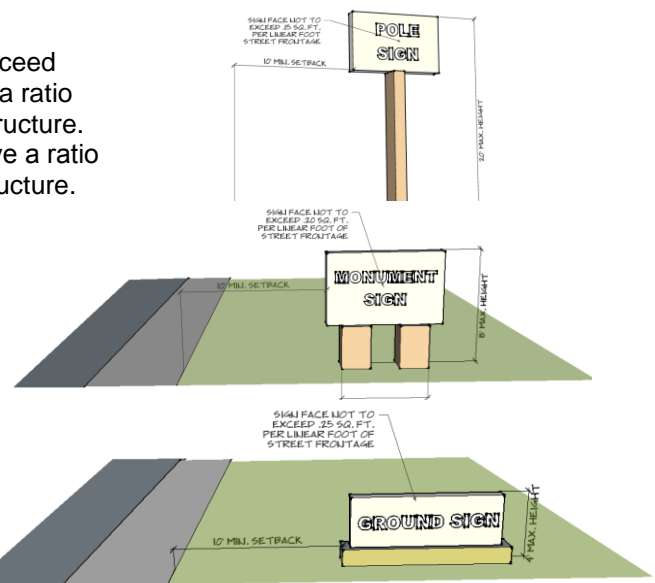 ceed
a ratio
ructure.
e a ratio
ucture.
SIGN FACE NOT TO
EXCEED .15 SQ. FT.
PER LINEAR FOOT
STREET FRONTAGE
POLE
SIGN
10' MIN. SETBACK
20' MAX. HEIGHT
SIGN FACE NOT TO
EXCEED .20 SQ. FT.
PER LINEAR FOOT OF
STREET FRONTAGE
MONUMENT
SIGN
10' MIN. SETBACK
8' MAX. HEIGHT
SIGN FACE NOT TO
EXCEED .25 SQ. FT.
PER LINEAR FOOT OF
STREET FRONTAGE
GROUND SIGN
10' MIN. SETBACK
4' MAX. HEIGHT